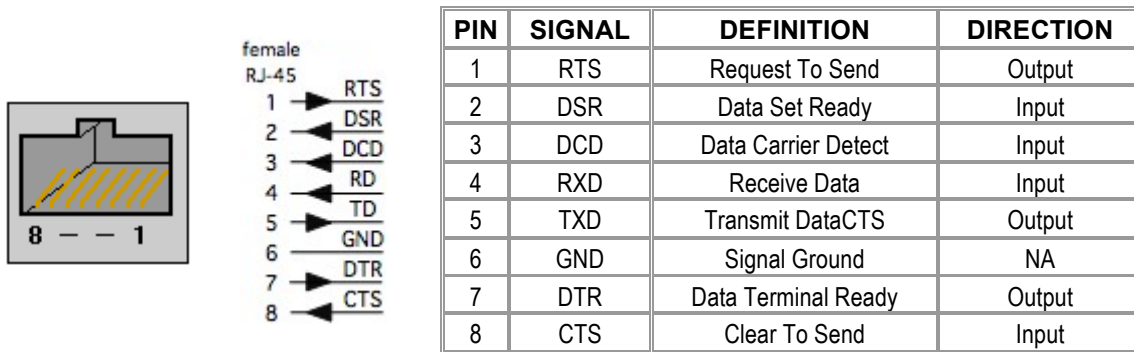 female
RJ-45
1 RTS
2 DSR
3 DCD
4 RD
5 TD
6 GND
7 DTR
8 CTS
8 — — 1
PIN SIGNAL DEFINITION DIRECTION
1 RTS Request To Send Output
2 DSR Data Set Ready Input
3 DCD Data Carrier Detect Input
4 RXD Receive Data Input
5 TXD Transmit DataCTS Output
6 GND Signal Ground NA
7 DTR Data Terminal Ready Output
8 CTS Clear To Send Input